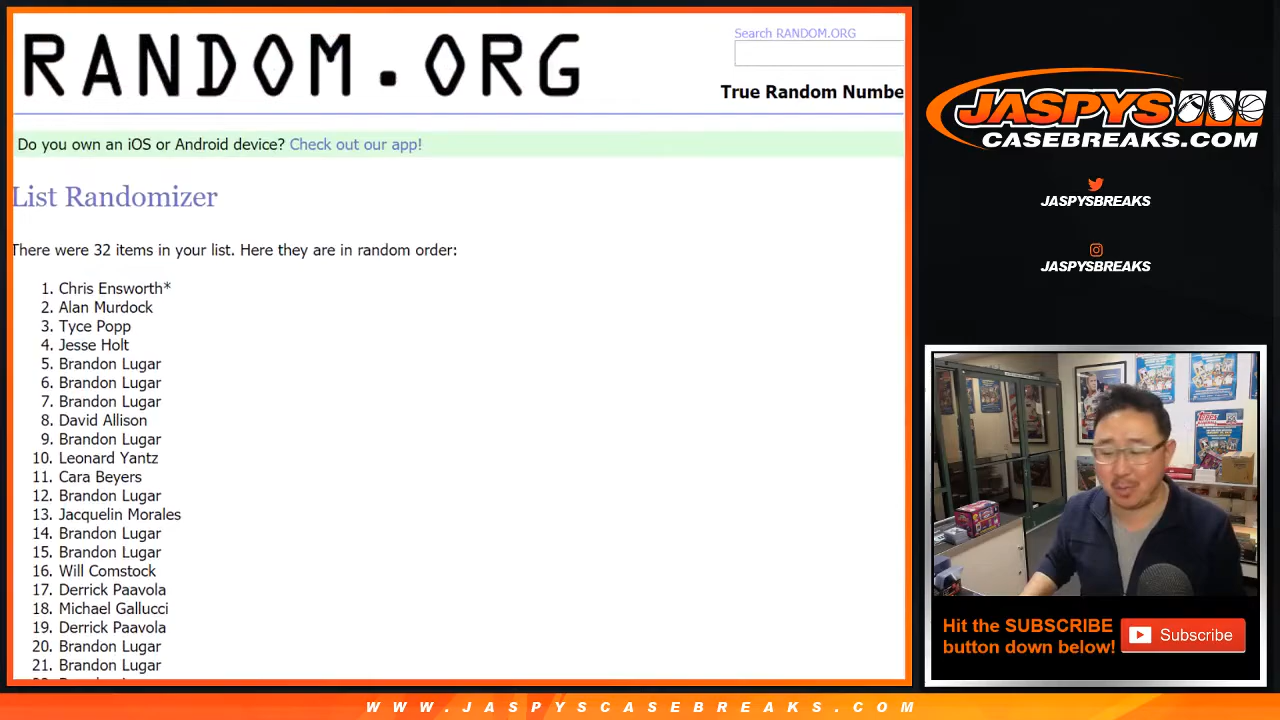 RANDOM.ORG
Search RANDOM.ORG
True Random Numbe
Do you own an iOS or Android device? Check out our app!
List Randomizer
There were 32 items in your list. Here they are in random order:
1. Chris Ensworth*
2. Alan Murdock
3. Tyce Popp
4. Jesse Holt
5. Brandon Lugar
6. Brandon Lugar
7. Brandon Lugar
8. David Allison
9. Brandon Lugar
10. Leonard Yantz
11. Cara Beyers
12. Brandon Lugar
13. Jacquelin Morales
14. Brandon Lugar
15. Brandon Lugar
16. Will Comstock
17. Derrick Paavola
18. Michael Gallucci
19. Derrick Paavola
20. Brandon Lugar
21. Brandon Lugar
JASPYS
CASEBREAKS.COM
JASPYSBREAKS
JASPYSBREAKS
TOPPS
Hit the SUBSCRIBE
button down below!
Subscribe
WWW.JASPYSCASEBREAKS.COM